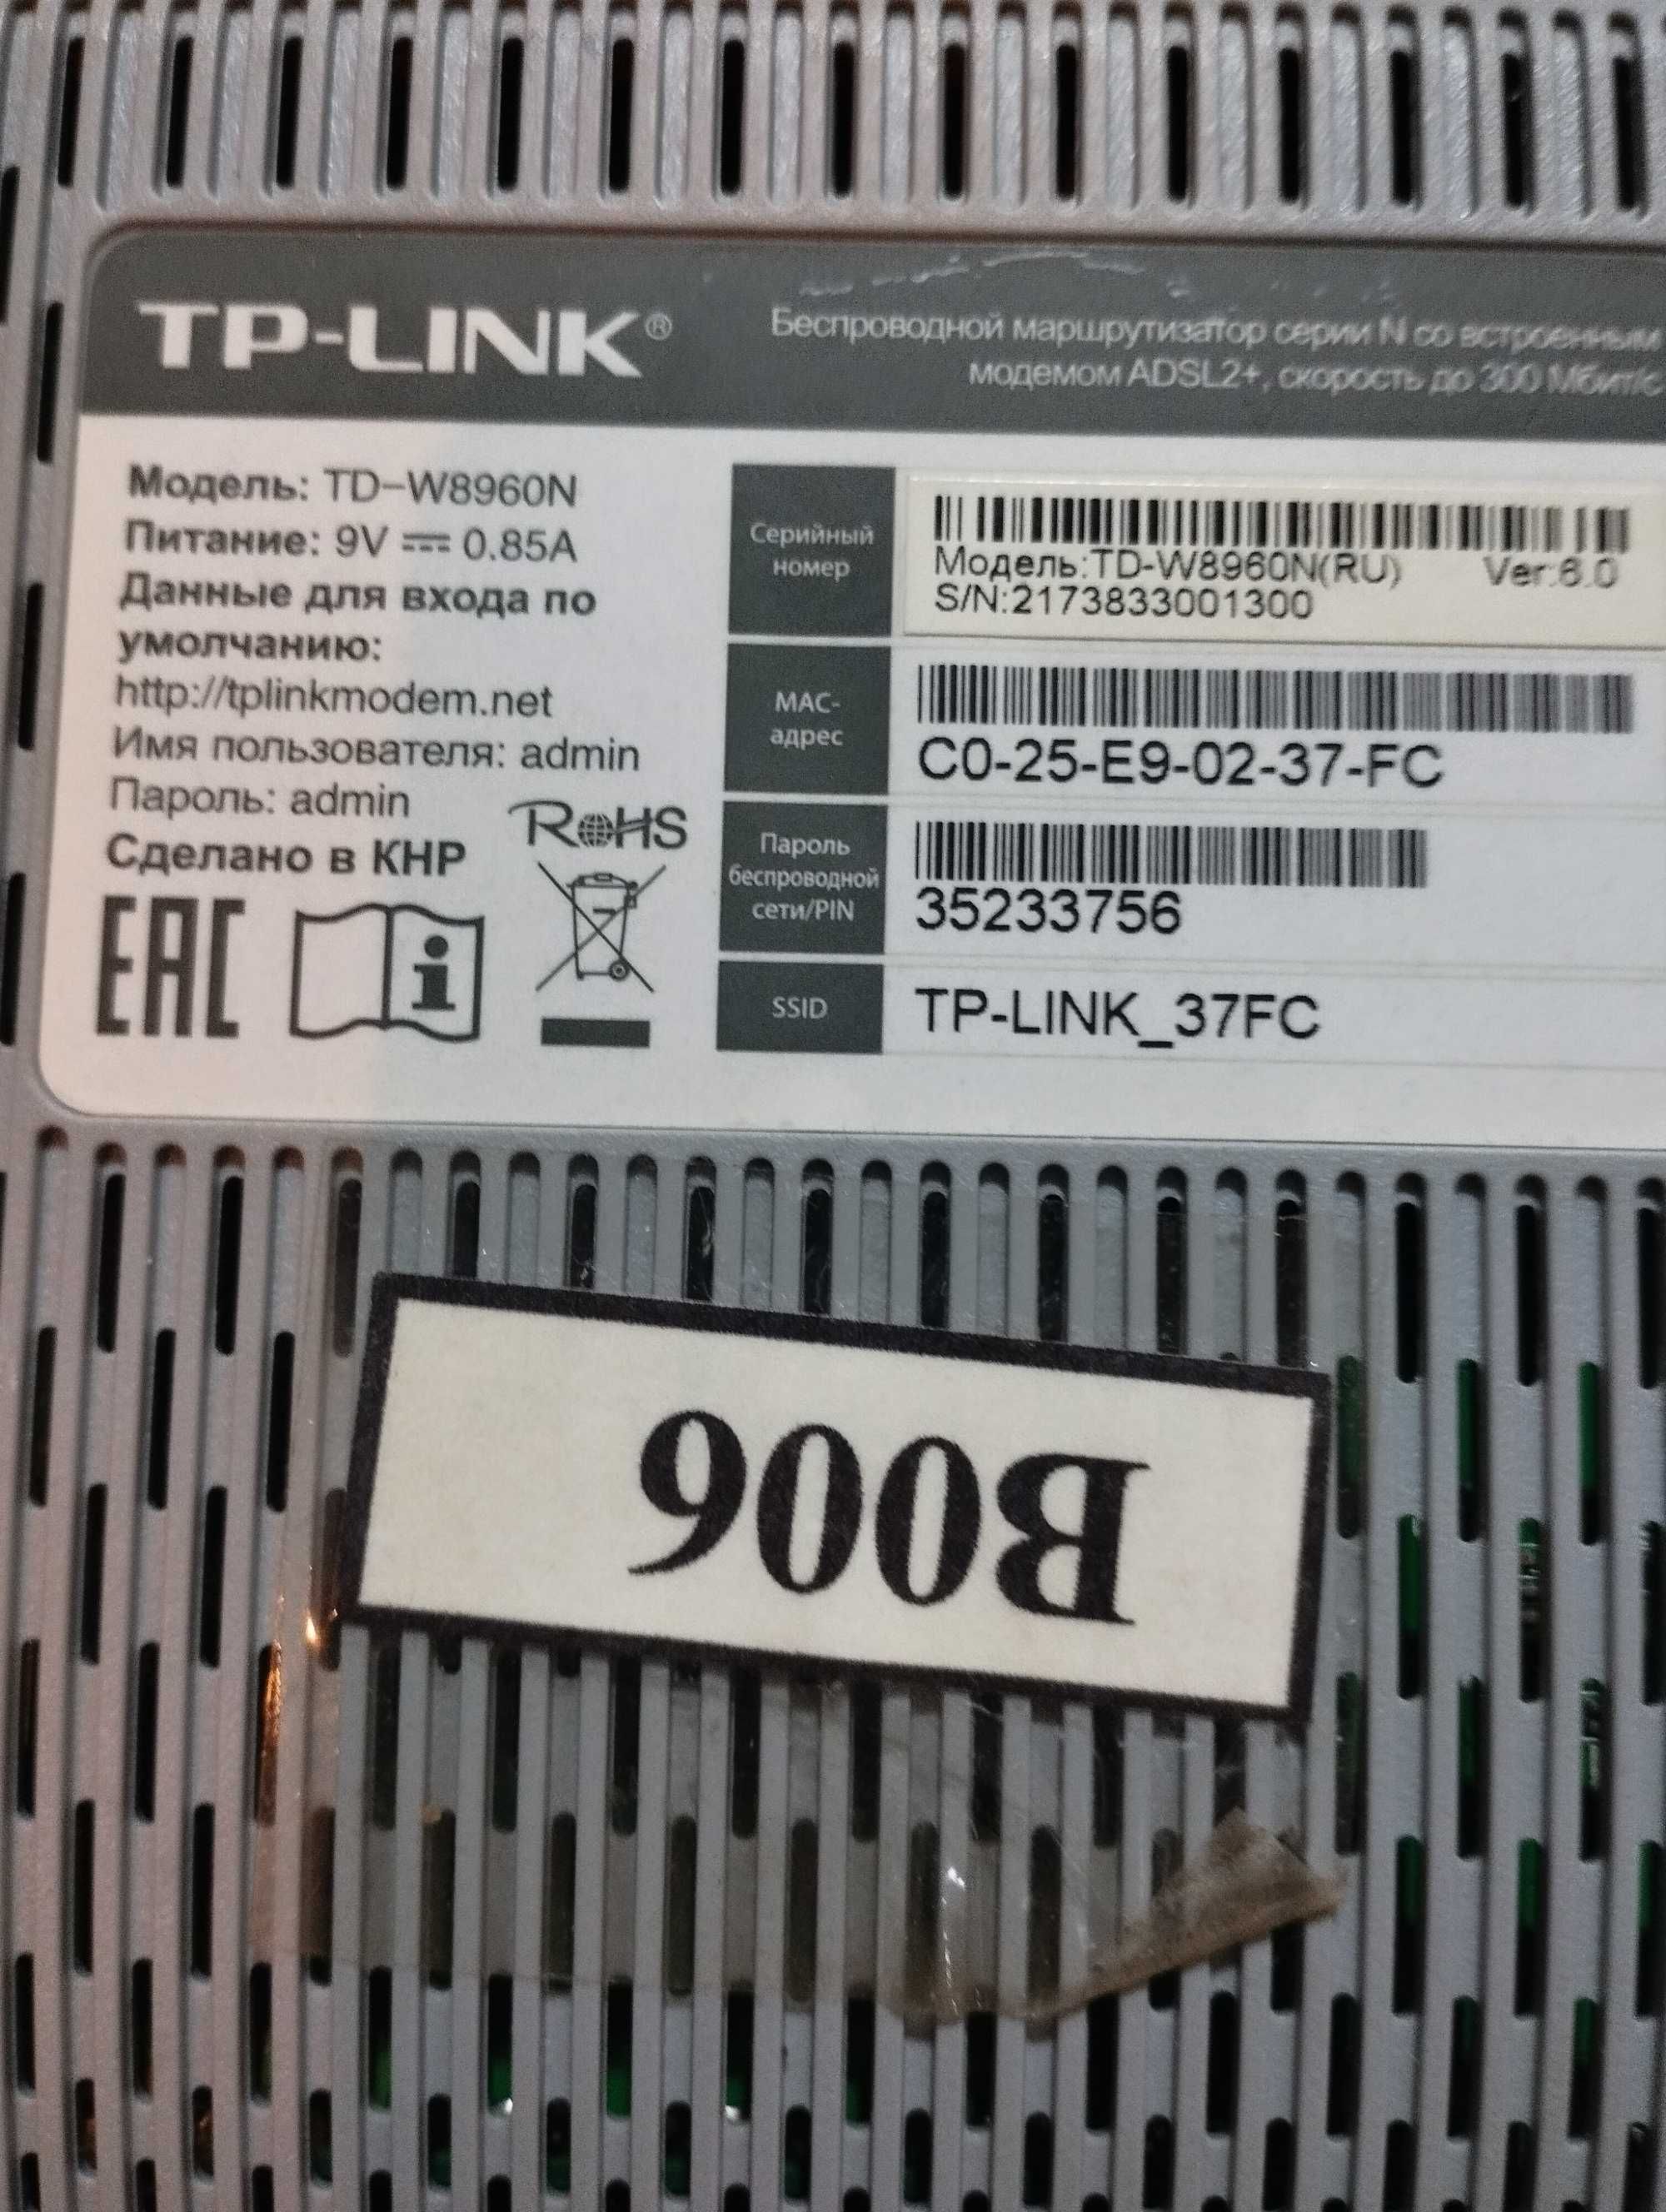 TP-LINK®
Беспроводной маршрутизатор серии N со встроенным
модемом ADSL2+, скорость до 300 Мбит/с
Модель: TD-W8960N
Питание: 9V ⎓ 0.85A
Данные для входа по
умолчанию:
http://tplinkmodem.net
Имя пользователя: admin
Пароль: admin
Сделано в КНР
RoHS
EAC
Серийный
номер
Модель:TD-W8960N(RU) Ver:6.0
S/N:2173833001300
MAC-
адрес
C0-25-E9-02-37-FC
Пароль
беспроводной
сети/PIN
35233756
SSID
TP-LINK_37FC
B006